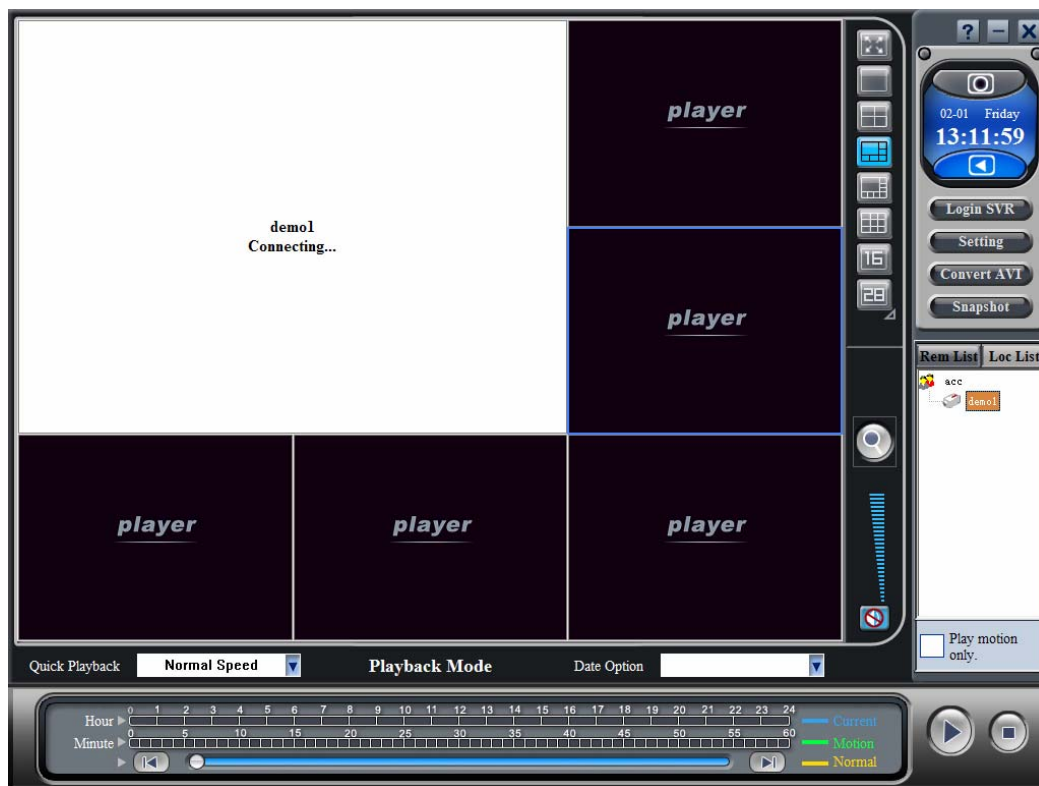 ?
player
02-01 Friday
13:11:59
demo1
Connecting...
Login SVR
Setting
16
Convert AVI
player
28
Snapshot
Rem List Loc List
acc
demo1
player
player
player
Play motion
only.
Quick Playback Normal Speed Playback Mode Date Option
0 1 2 3 4 5 6 7 8 9 10 11 12 13 14 15 16 17 18 19 20 21 22 23 24
Hour
Current
0 5 10 15 20 25 30 35 40 45 50 55 60
Minute
Motion
Normal